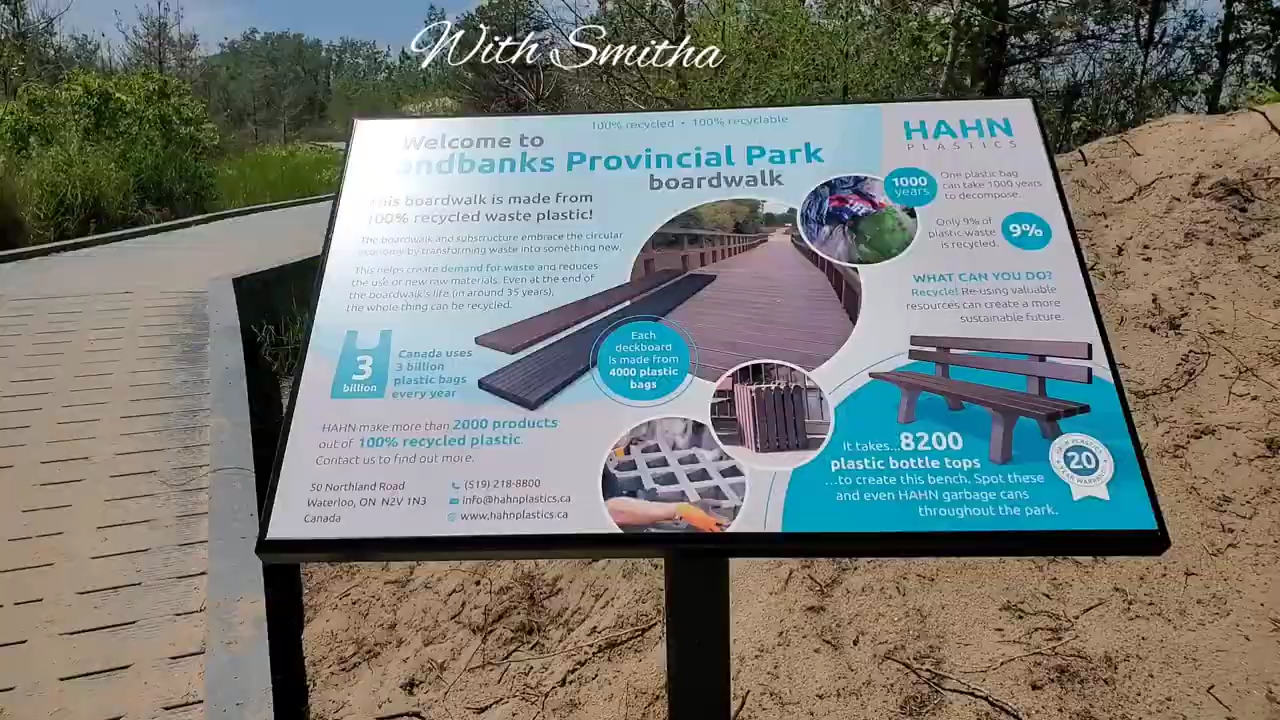 With Smitha
100% recycled • 100% recyclable
Welcome to
andbanks Provincial Park
boardwalk
This boardwalk is made from
100% recycled waste plastic!
The boardwalk and substructure embrace the circular
economy by transforming waste into something new.
This helps create demand for waste and reduces
the use of new raw materials. Even at the end of
the boardwalk's life (in around 35 years),
the whole thing can be recycled.
3
billion
Canada uses
3 billion
plastic bags
every year
HAHN make more than 2000 products
out of 100% recycled plastic.
Contact us to find out more.
50 Northland Road
Waterloo, ON N2V 1N3
Canada
(519) 218-8800
info@hahnplastics.ca
www.hahnplastics.ca
Each
deckboard
is made from
4000 plastic
bags
HAHN
PLASTICS
1000
years
One plastic bag
can take 1000 years
to decompose.
Only 9% of
plastic waste
is recycled.
9%
WHAT CAN YOU DO?
Recycle! Re-using valuable
resources can create a more
sustainable future.
It takes...8200
plastic bottle tops
...to create this bench. Spot these
and even HAHN garbage cans
throughout the park.
20